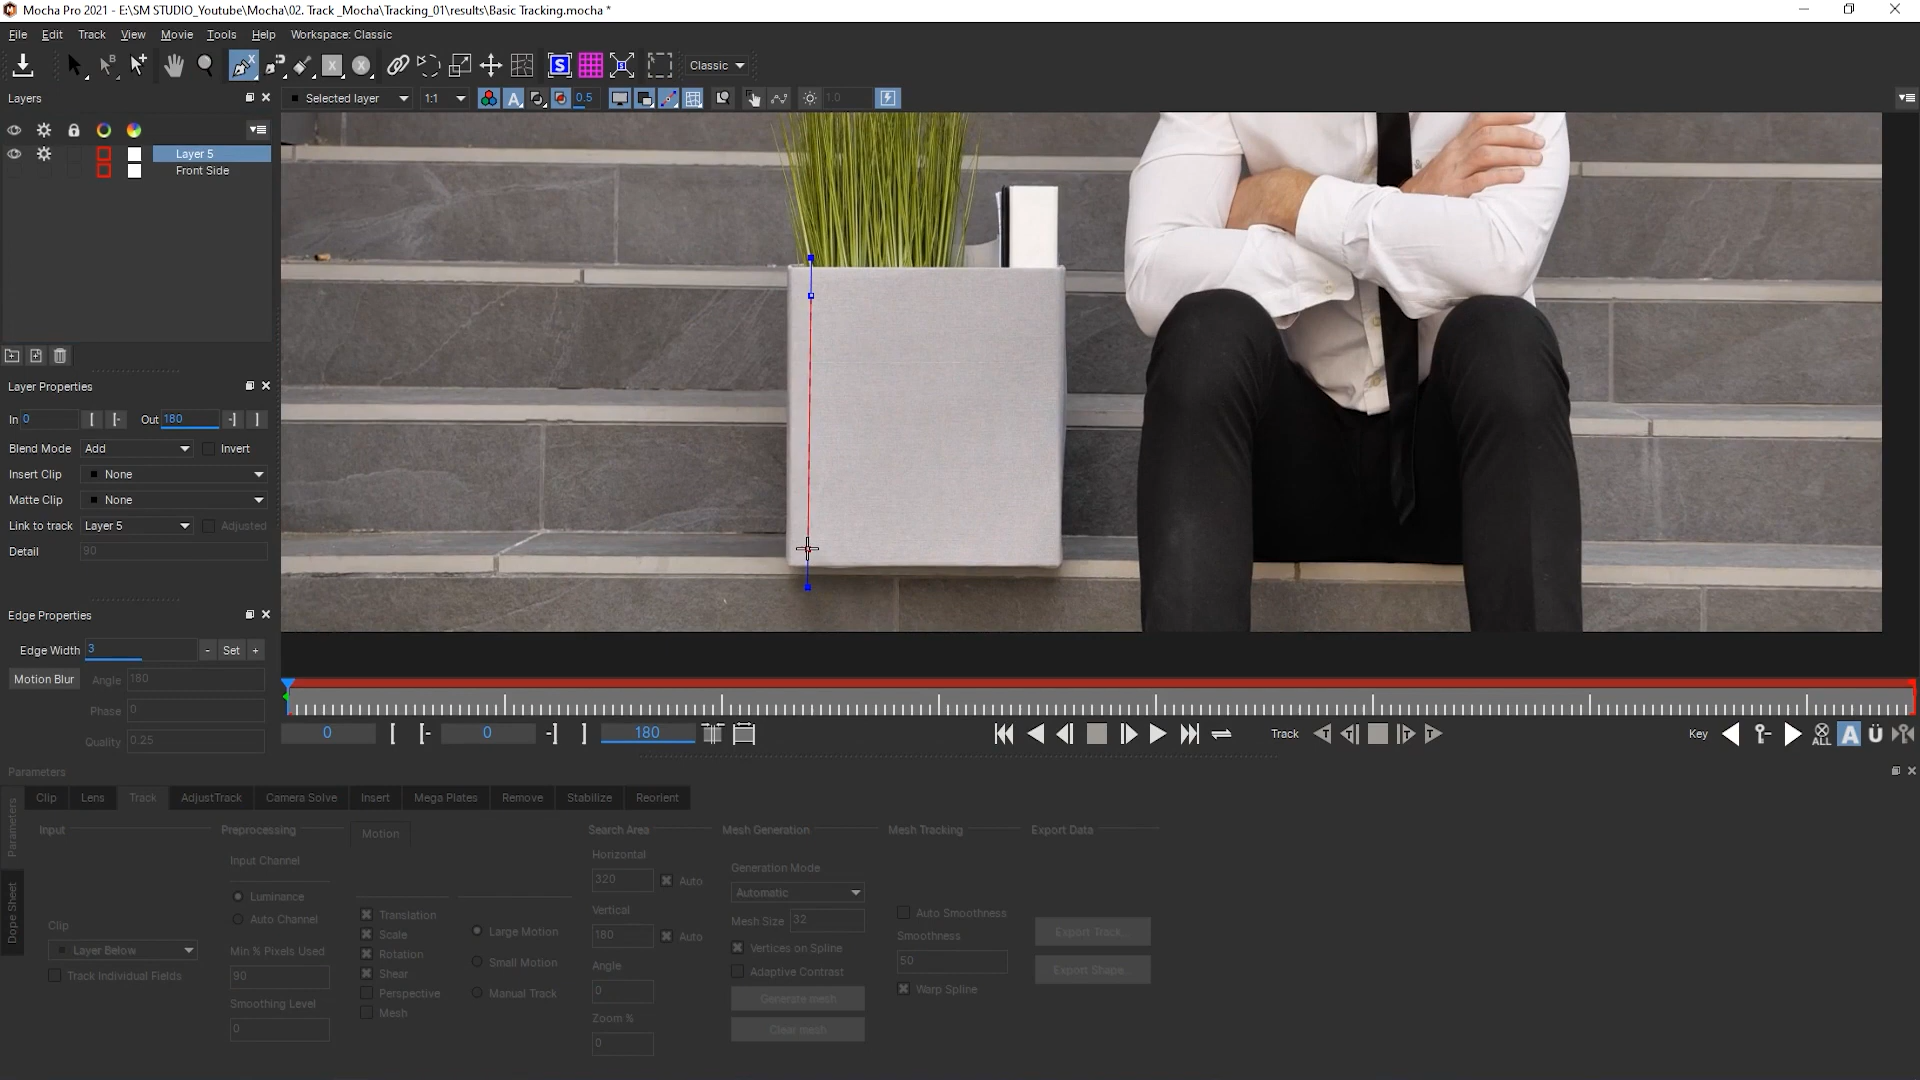 Mocha Pro 2021 - E:\SM STUDIO_Youtube\Mocha\02. Track _Mocha\Tracking_01\results\Basic Tracking.mocha *
File Edit Track View Movie Tools Help Workspace: Classic
Classic
Layers
Selected layer 1:1 A 0.5 1.0
Layer 5
Front Side
Layer Properties
In 0 [ [- Out 180 -] ]
Blend Mode Add Invert
Insert Clip None
Matte Clip None
Link to track Layer 5 Adjusted
Detail 90
Edge Properties
Edge Width 3 - Set +
Motion Blur Angle 180
Phase 0
Quality 0.25
0 [ [- 0 -] ] 180 Track T T T T Key ALL A Ü
Parameters
Parameters
Dope Sheet
Clip Lens Track AdjustTrack Camera Solve Insert Mega Plates Remove Stabilize Reorient
Input Preprocessing Motion Search Area Mesh Generation Mesh Tracking Export Data
Input Channel
Luminance
Auto Channel
Min % Pixels Used
90
Smoothing Level
0
Clip
Layer Below
Track Individual Fields
Translation
Scale
Rotation
Shear
Perspective
Mesh
Large Motion
Small Motion
Manual Track
Horizontal
320 Auto
Vertical
180 Auto
Angle
0
Zoom %
0
Generation Mode
Automatic
Mesh Size 32
Vertices on Spline
Adaptive Contrast
Generate mesh
Clear mesh
Auto Smoothness
Smoothness
50
Warp Spline
Export Track...
Export Shape...